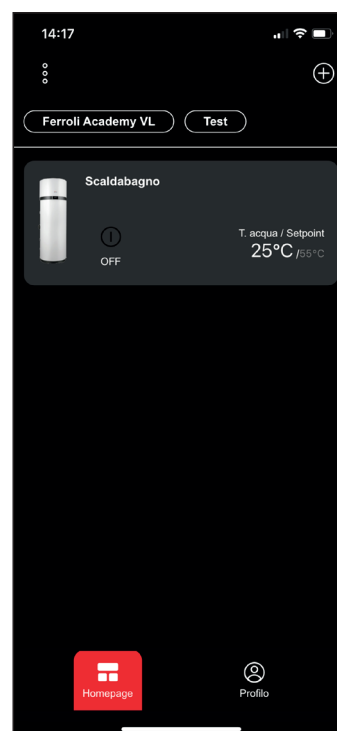 14:17
Ferroli Academy VL
Test
Scaldabagno
T. acqua / Setpoint
25°C /55°C
OFF
Homepage
Profilo